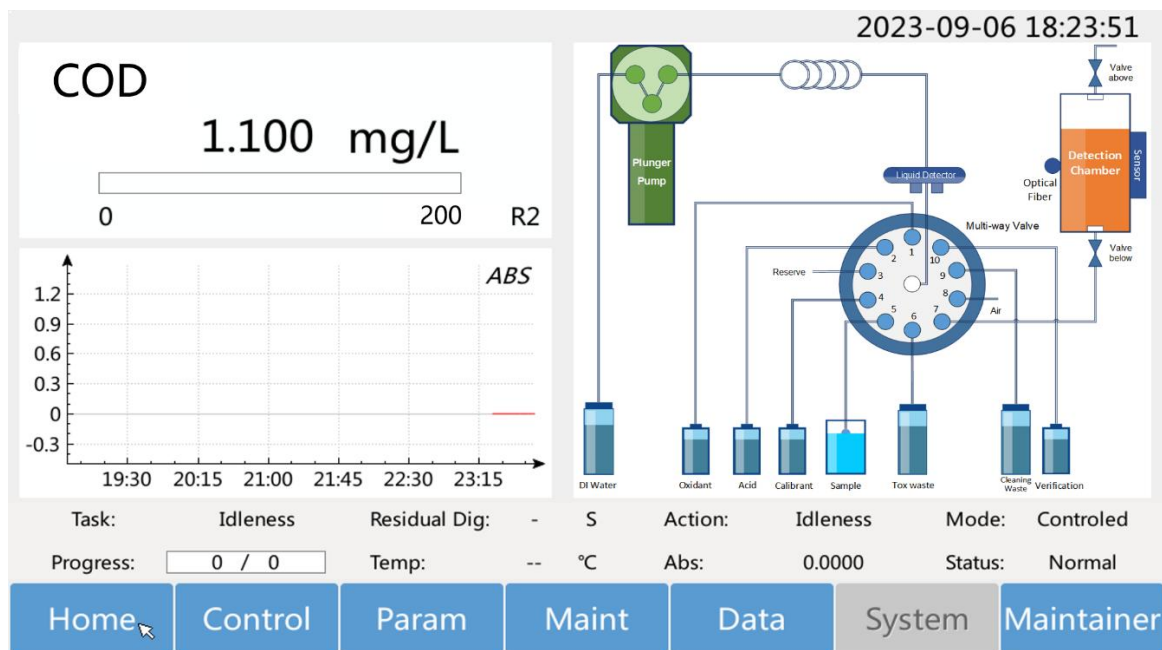 2023-09-06 18:23:51
COD
1.100 mg/L
0 200 R2
ABS
1.2
0.9
0.6
0.3
0
-0.3
19:30 20:15 21:00 21:45 22:30 23:15
Plunger
Pump
Liquid Detector
Valve
above
Detection
Chamber
Sensor
Optical
Fiber
Multi-way Valve
Valve
below
Reserve
Air
1
2
3
4
5
6
7
8
9
10
DI Water
Oxidant
Acid
Calibrant
Sample
Tox waste
Cleaning
Waste
Verification
Task: Idleness Residual Dig: - S Action: Idleness Mode: Controled
Progress: 0 / 0 Temp: -- °C Abs: 0.0000 Status: Normal
Home Control Param Maint Data System Maintainer